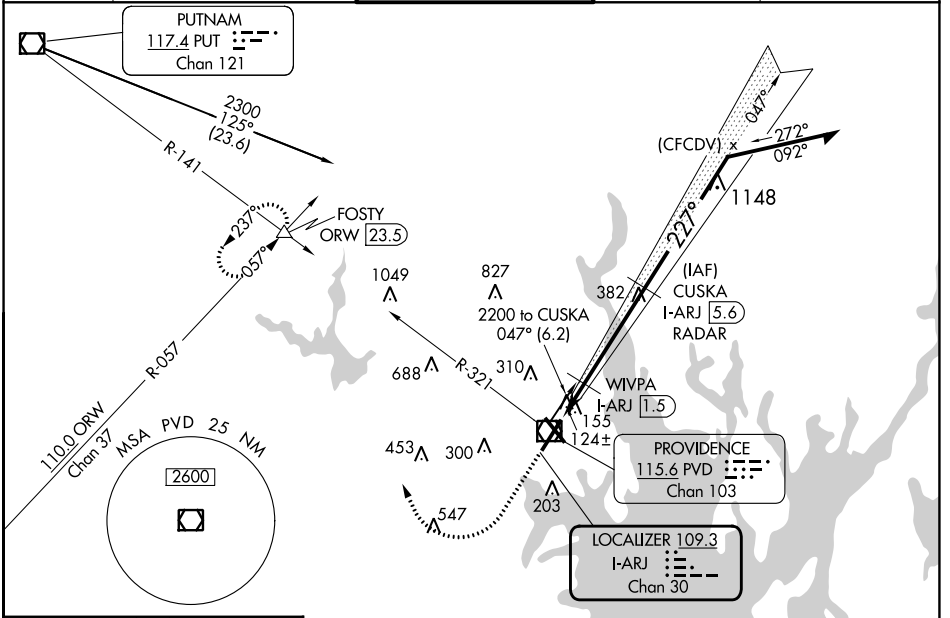 PUTNAM
117.4 PUT
Chan 121
2300
125°
(23.6)
R-141
047°
272°
092°
(CFCDV) x
1148
227°
237°
057°
FOSTY
ORW 23.5
1049
827
382
(IAF)
CUSKA
I-ARJ 5.6
RADAR
2200 to CUSKA
047° (6.2)
R-321
688
310
WIVPA
I-ARJ 1.5
155
124±
R-057
110.0 ORW
Chan 37
MSA PVD 25 NM
2600
453
300
PROVIDENCE
115.6 PVD
Chan 103
203
547
LOCALIZER 109.3
I-ARJ
Chan 30